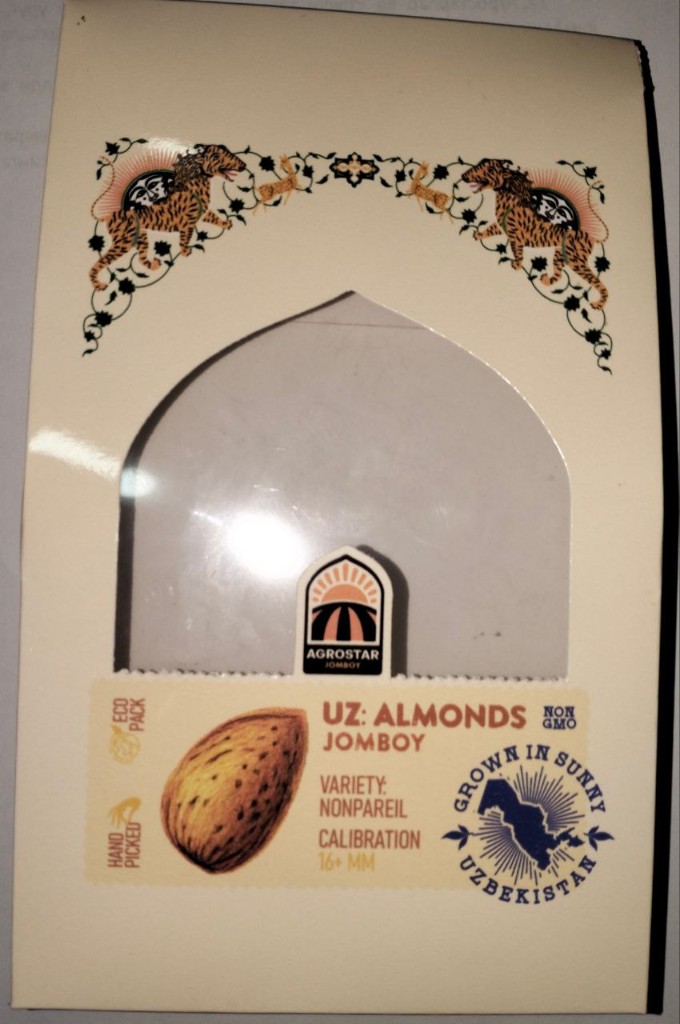 AGROSTAR
JOMBOY
ECO
PACK
UZ: ALMONDS
JOMBOY
NON
GMO
VARIETY:
NONPAREIL
CALIBRATION
16+ MM
HAND
PICKED
GROWN IN SUNNY
UZBEKISTAN